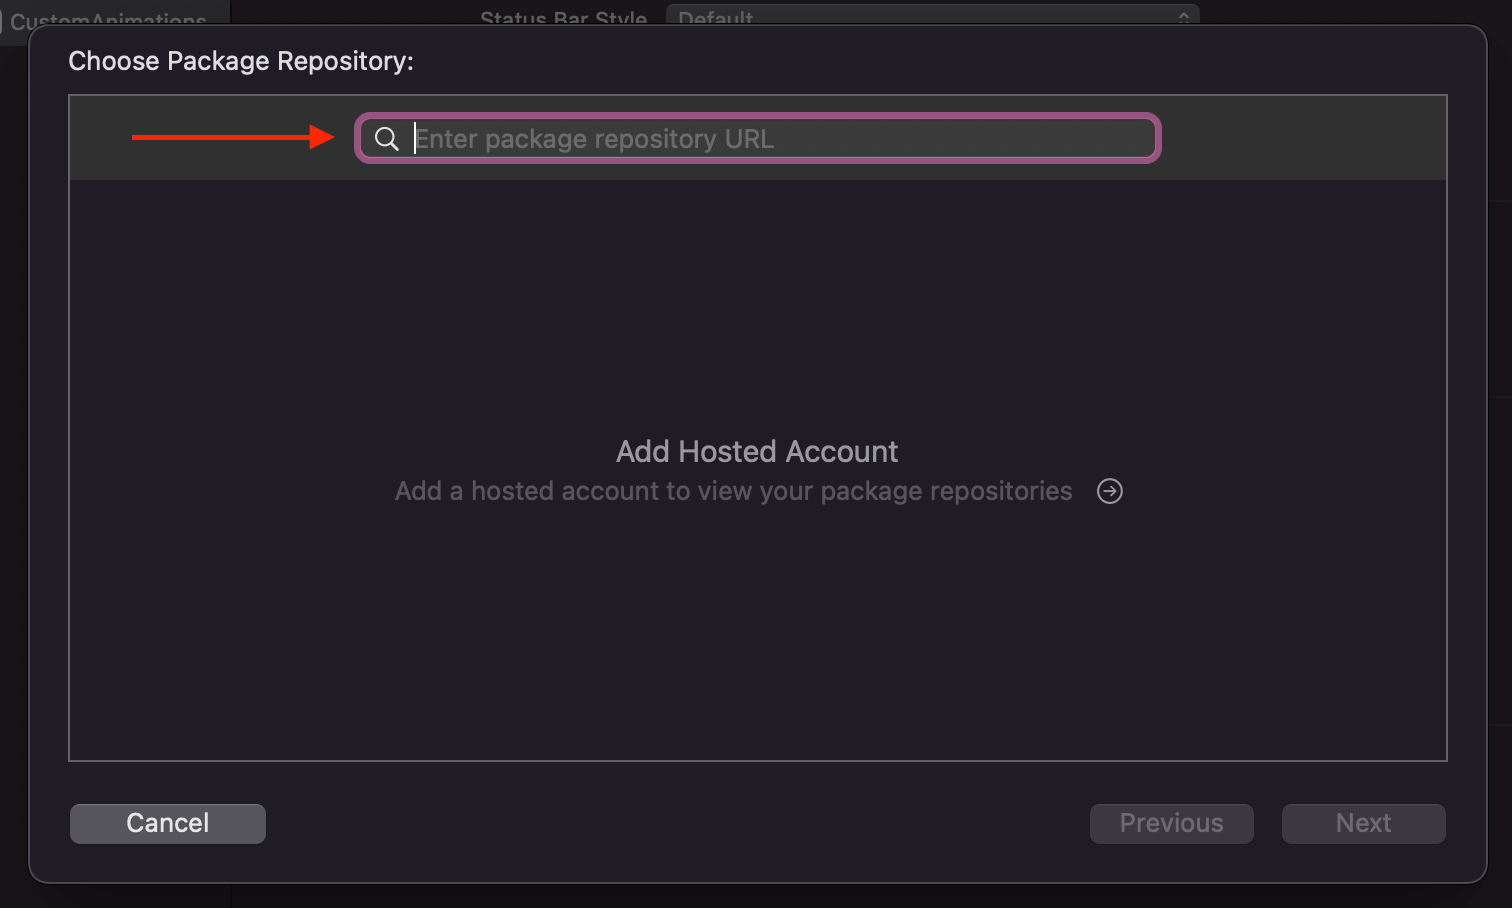 CustomAnimations
Status Bar Style
Default
Choose Package Repository:
Enter package repository URL
Add Hosted Account
Add a hosted account to view your package repositories
Cancel
Previous
Next